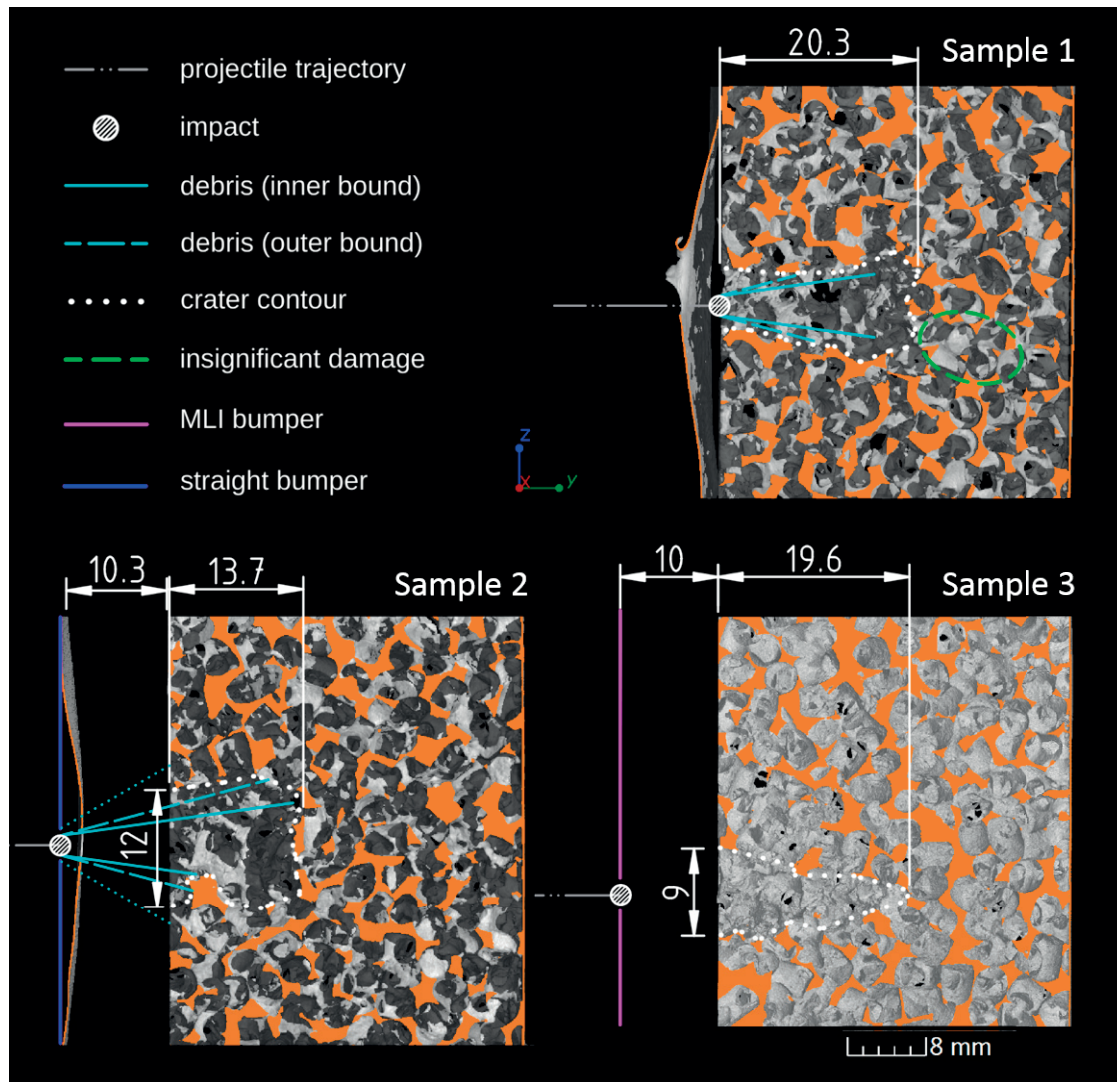 projectile trajectory
impact
debris (inner bound)
debris (outer bound)
crater contour
insignificant damage
MLI bumper
straight bumper
20.3
Sample 1
z
x
y
10.3
13.7
Sample 2
12
10
19.6
Sample 3
9
8 mm